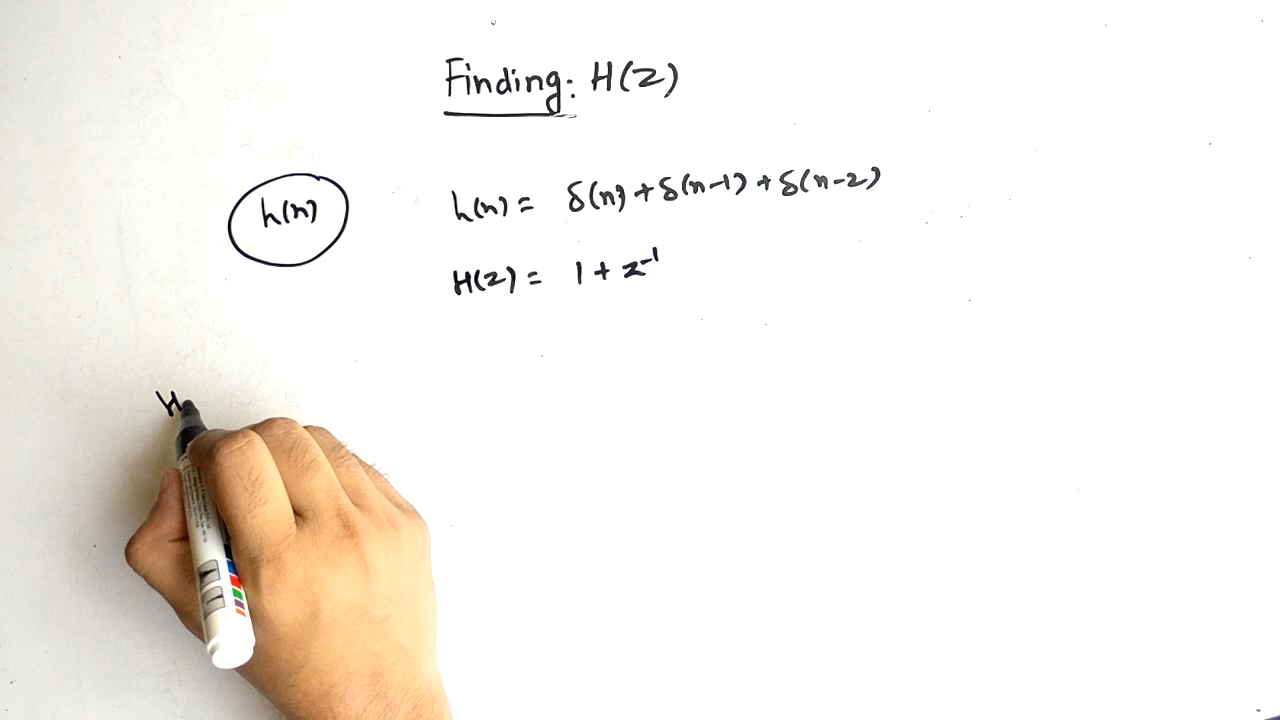 Finding: H(Z)
h(n)
h(n) = δ(n) + δ(n-1) + δ(n-2)
H(Z) = 1 + z⁻¹
H